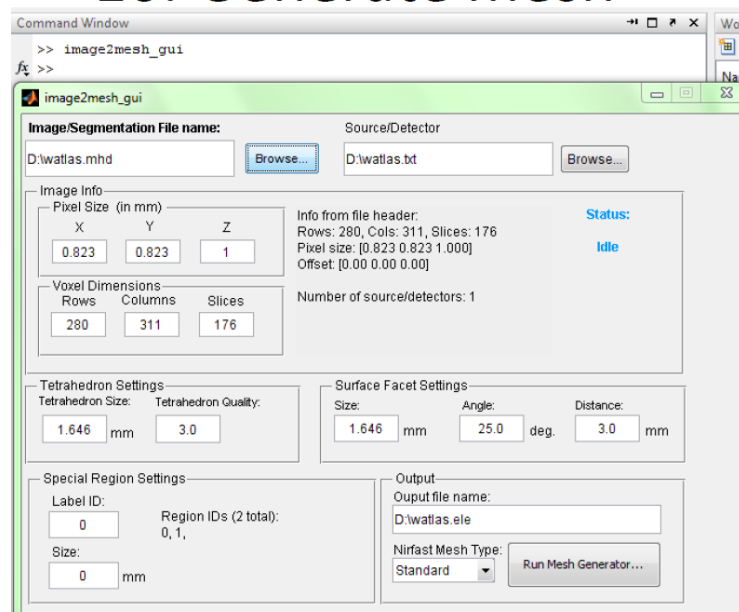 Command Window
Wo
>> image2mesh_gui
fx >>
Na
image2mesh_gui
Image/Segmentation File name:
Source/Detector
D:\watlas.mhd
Browse...
D:\watlas.txt
Browse...
Image Info
Pixel Size (in mm)
X Y Z
0.823 0.823 1
Info from file header:
Rows: 280, Cols: 311, Slices: 176
Pixel size: [0.823 0.823 1.000]
Offset: [0.00 0.00 0.00]
Number of source/detectors: 1
Status:
Idle
Voxel Dimensions
Rows Columns Slices
280 311 176
Tetrahedron Settings
Tetrahedron Size: Tetrahedron Quality:
1.646 mm 3.0
Surface Facet Settings
Size: Angle: Distance:
1.646 mm 25.0 deg. 3.0 mm
Special Region Settings
Label ID:
0
Region IDs (2 total):
0, 1,
Size:
0 mm
Output
Ouput file name:
D:\watlas.ele
Nirfast Mesh Type:
Standard
Run Mesh Generator...